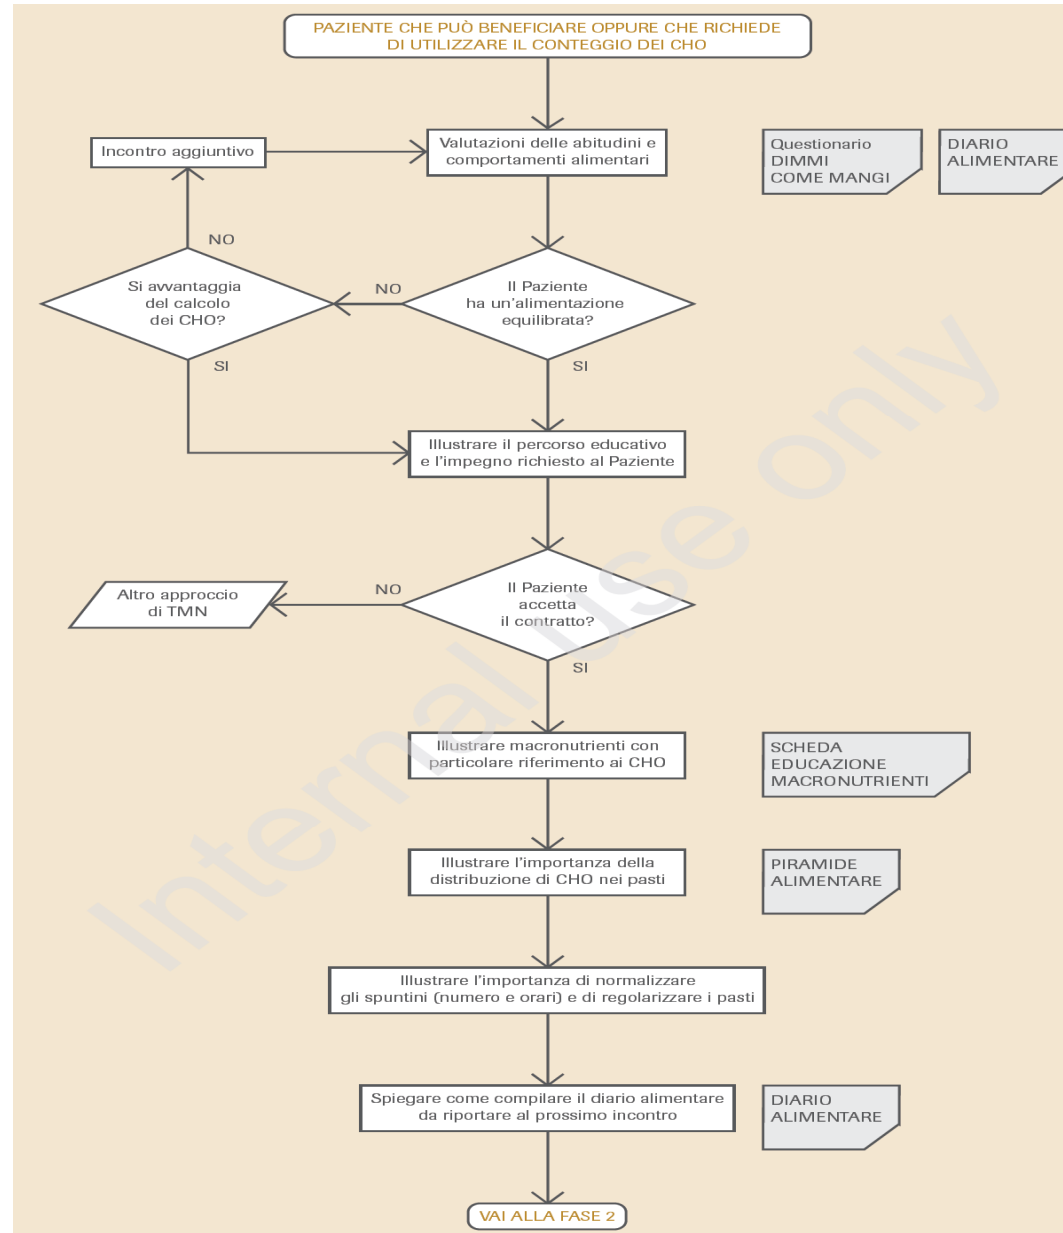 PAZIENTE CHE PUÒ BENEFICIARE OPPURE CHE RICHIEDE
DI UTILIZZARE IL CONTEGGIO DEI CHO
Incontro aggiuntivo
Valutazioni delle abitudini e
comportamenti alimentari
Questionario
DIMMI
COME MANGI
DIARIO
ALIMENTARE
NO
Si avvantaggia
del calcolo
dei CHO?
NO
Il Paziente
ha un'alimentazione
equilibrata?
SI
SI
Illustrare il percorso educativo
e l'impegno richiesto al Paziente
Altro approccio
di TMN
NO
Il Paziente
accetta
il contratto?
SI
Illustrare macronutrienti con
particolare riferimento ai CHO
SCHEDA
EDUCAZIONE
MACRONUTRIENTI
Illustrare l'importanza della
distribuzione di CHO nei pasti
PIRAMIDE
ALIMENTARE
Illustrare l'importanza di normalizzare
gli spuntini (numero e orari) e di regolarizzare i pasti
Spiegare come compilare il diario alimentare
da riportare al prossimo incontro
DIARIO
ALIMENTARE
VAI ALLA FASE 2
Internal use only